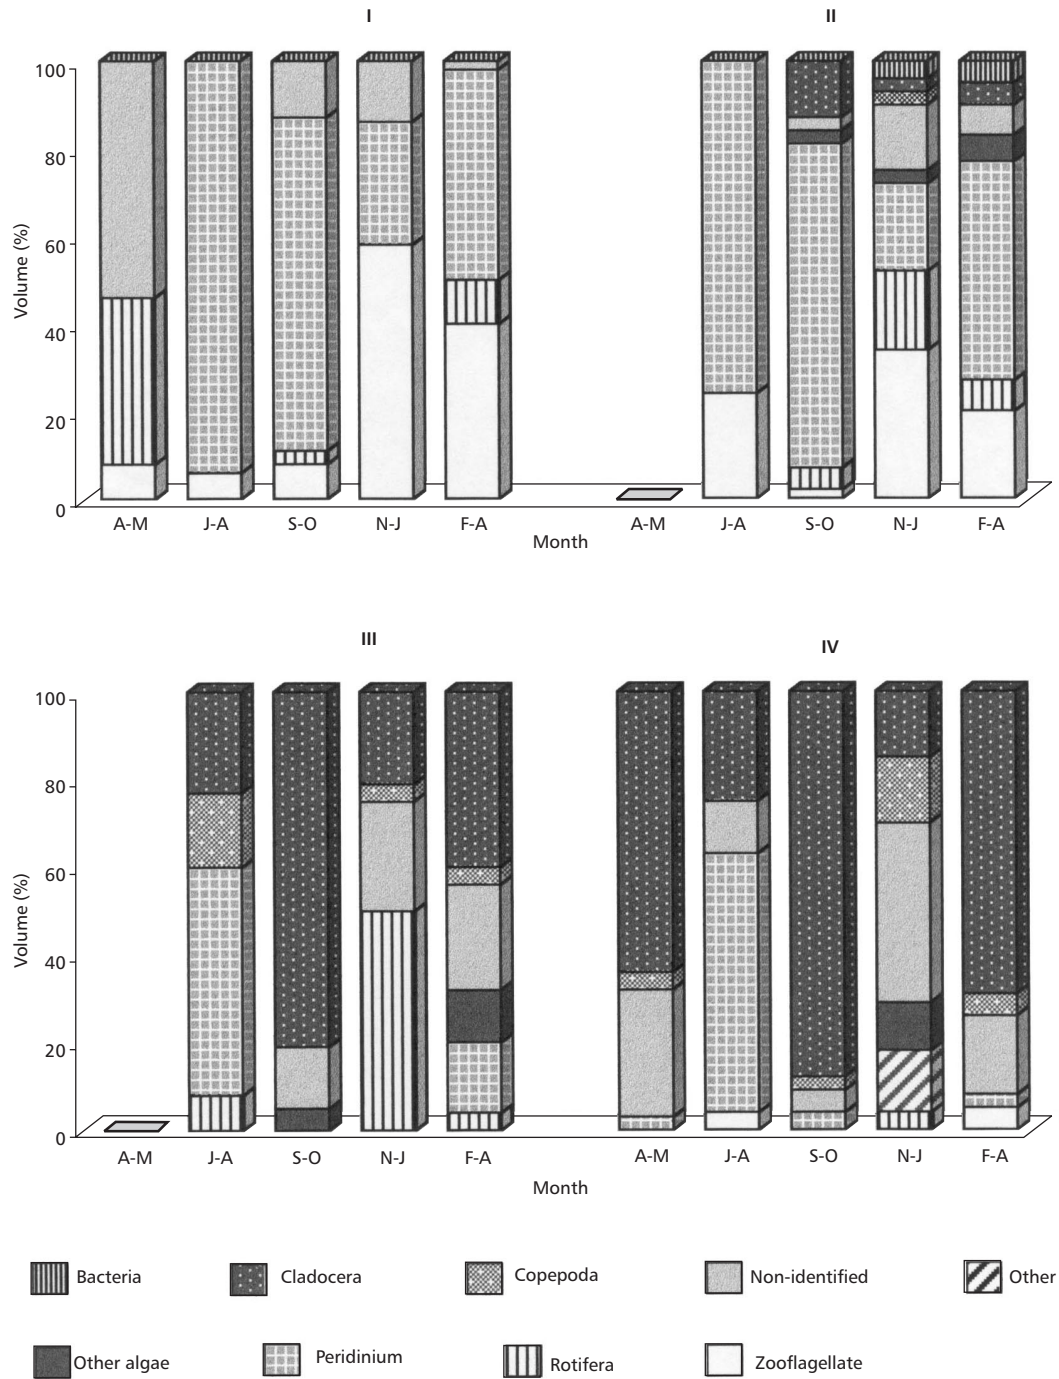 I II
100
80
60
40
20
0
Volume (%)
A-M J-A S-O N-J F-A A-M J-A S-O N-J F-A
Month
III IV
100
80
60
40
20
0
Volume (%)
A-M J-A S-O N-J F-A A-M J-A S-O N-J F-A
Month
Bacteria Cladocera Copepoda Non-identified Other
Other algae Peridinium Rotifera Zooflagellate